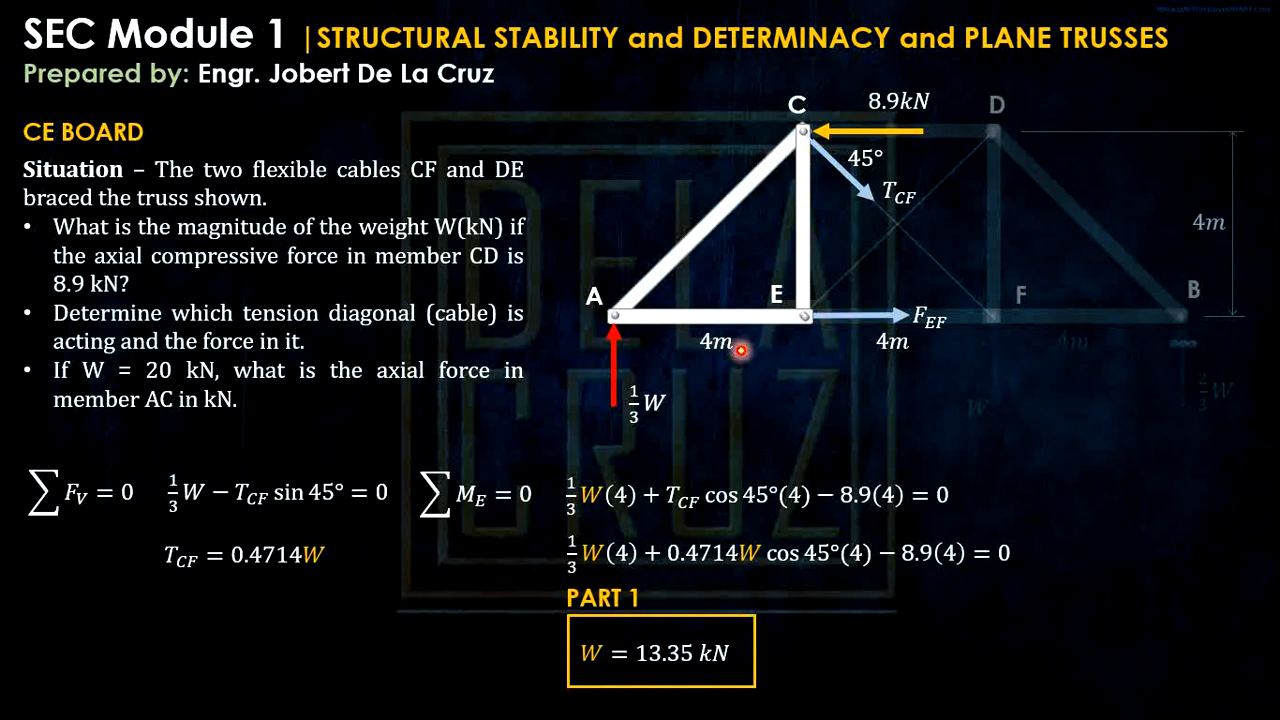 SEC Module 1 |STRUCTURAL STABILITY and DETERMINACY and PLANE TRUSSES
Prepared by: Engr. Jobert De La Cruz
CE BOARD
Situation – The two flexible cables CF and DE
braced the truss shown.
• What is the magnitude of the weight W(kN) if
the axial compressive force in member CD is
8.9 kN?
• Determine which tension diagonal (cable) is
acting and the force in it.
• If W = 20 kN, what is the axial force in
member AC in kN.
C
8.9kN
D
45°
T_CF
4m
A
E
F_EF
F
B
4m
4m
4m
1/3 W
W
2/3 W
DE LA
CRUZ
∑ F_V = 0
1/3 W − T_CF sin 45° = 0
T_CF = 0.4714W
∑ M_E = 0
1/3 W(4) + T_CF cos 45°(4) − 8.9(4) = 0
1/3 W(4) + 0.4714W cos 45°(4) − 8.9(4) = 0
PART 1
W = 13.35 kN